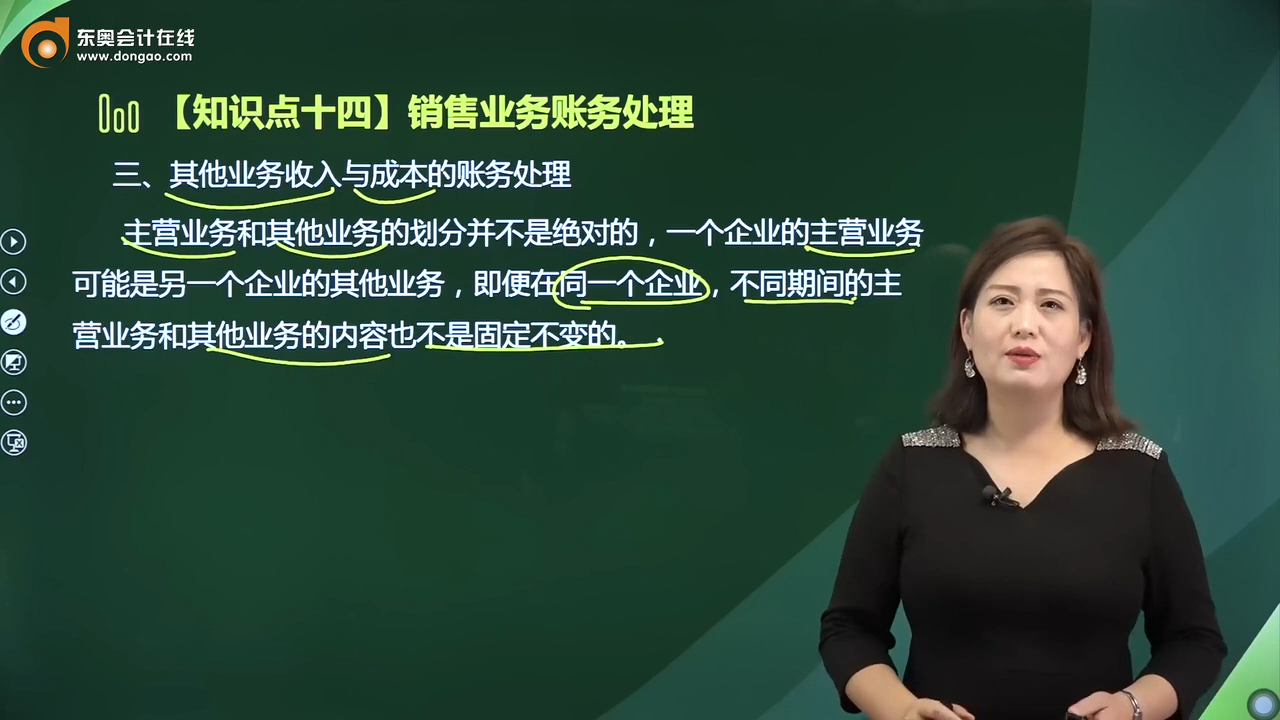 东奥会计在线
www.dongao.com
【知识点十四】销售业务账务处理
三、其他业务收入与成本的账务处理
主营业务和其他业务的划分并不是绝对的，一个企业的主营业务
可能是另一个企业的其他业务，即便在同一个企业，不同期间的主
营业务和其他业务的内容也不是固定不变的。